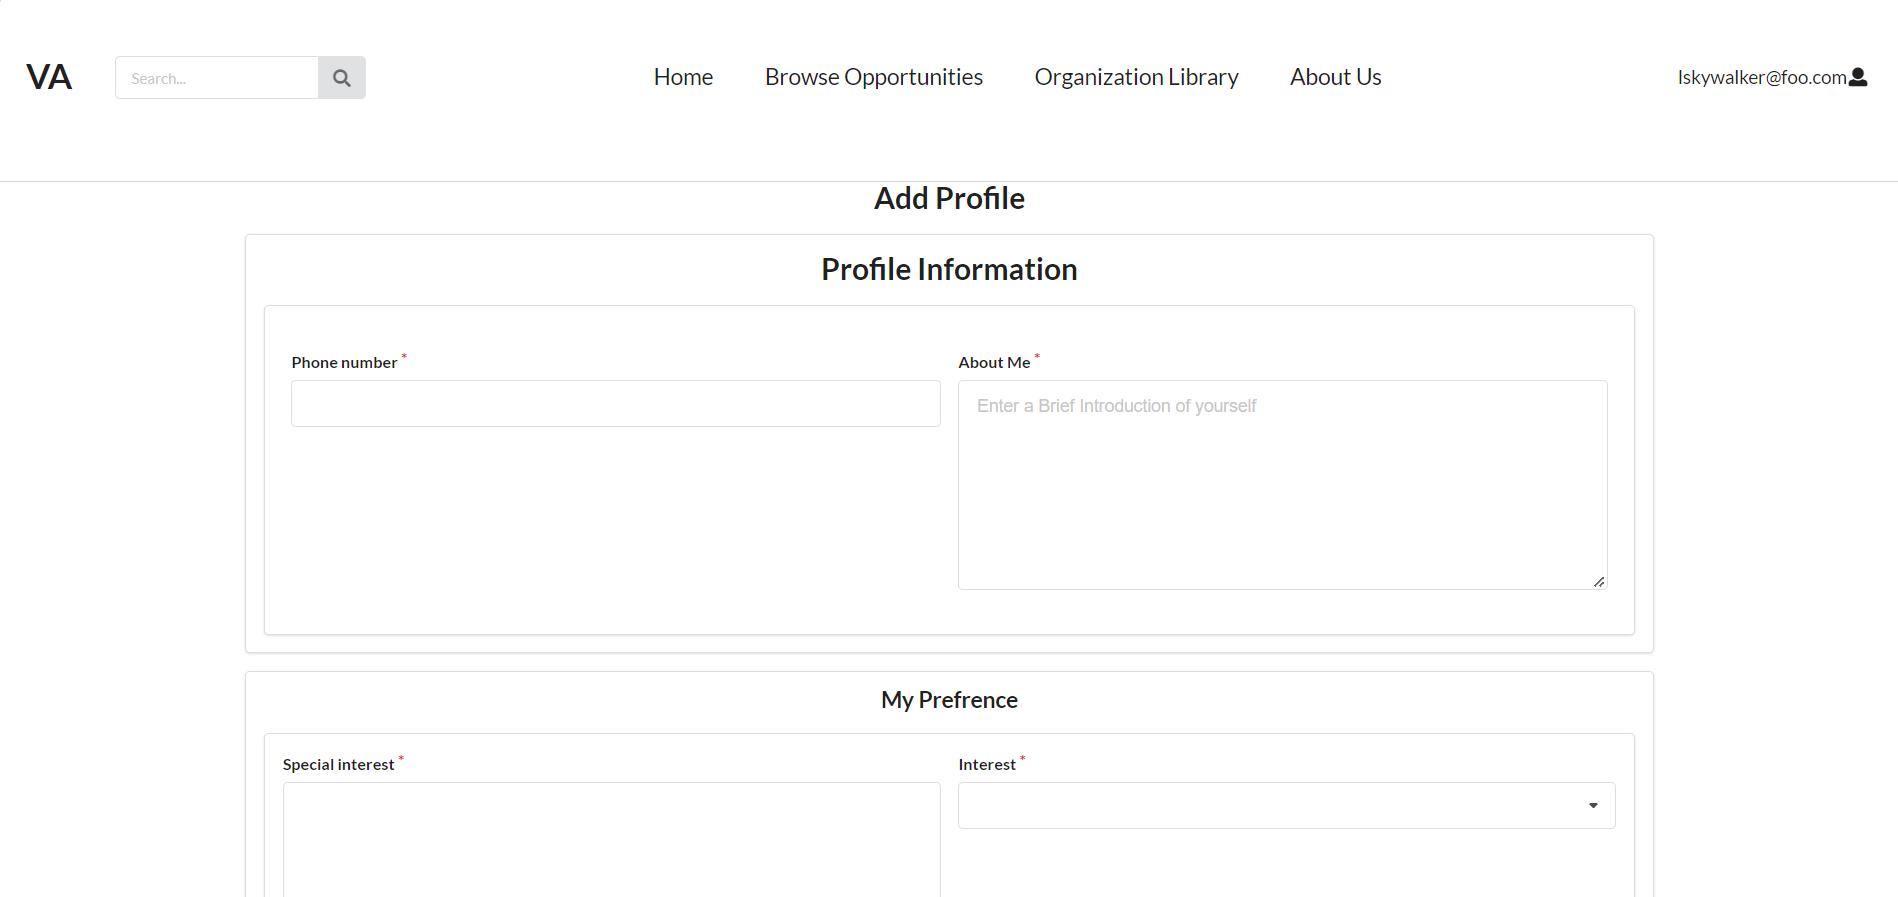 VA
Search...
Home
Browse Opportunities
Organization Library
About Us
lskywalker@foo.com
Add Profile
Profile Information
Phone number *
About Me *
Enter a Brief Introduction of yourself
My Prefrence
Special interest *
Interest *